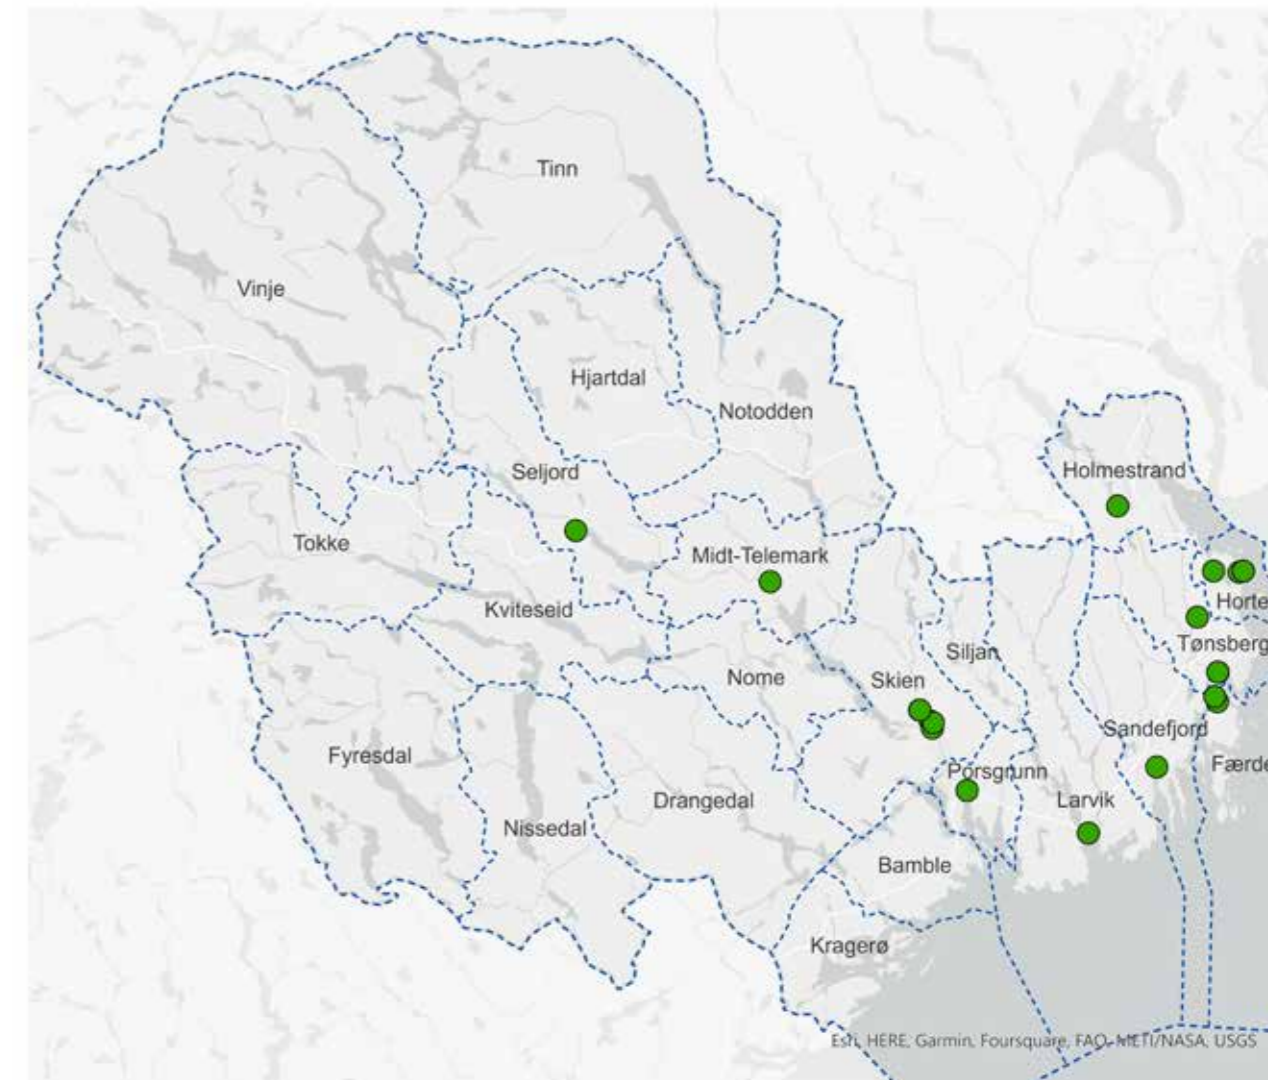 Tinn
Vinje
Hjartdal
Notodden
Seljord
Holmestrand
Tokke
Midt-Telemark
Kviteseid
Horte
Tønsberg
Siljan
Nome
Skien
Sandefjord
Fyresdal
Færde
Porsgrunn
Drangedal
Larvik
Nissedal
Bamble
Kragerø
Esri, HERE, Garmin, Foursquare, FAO, METI/NASA, USGS